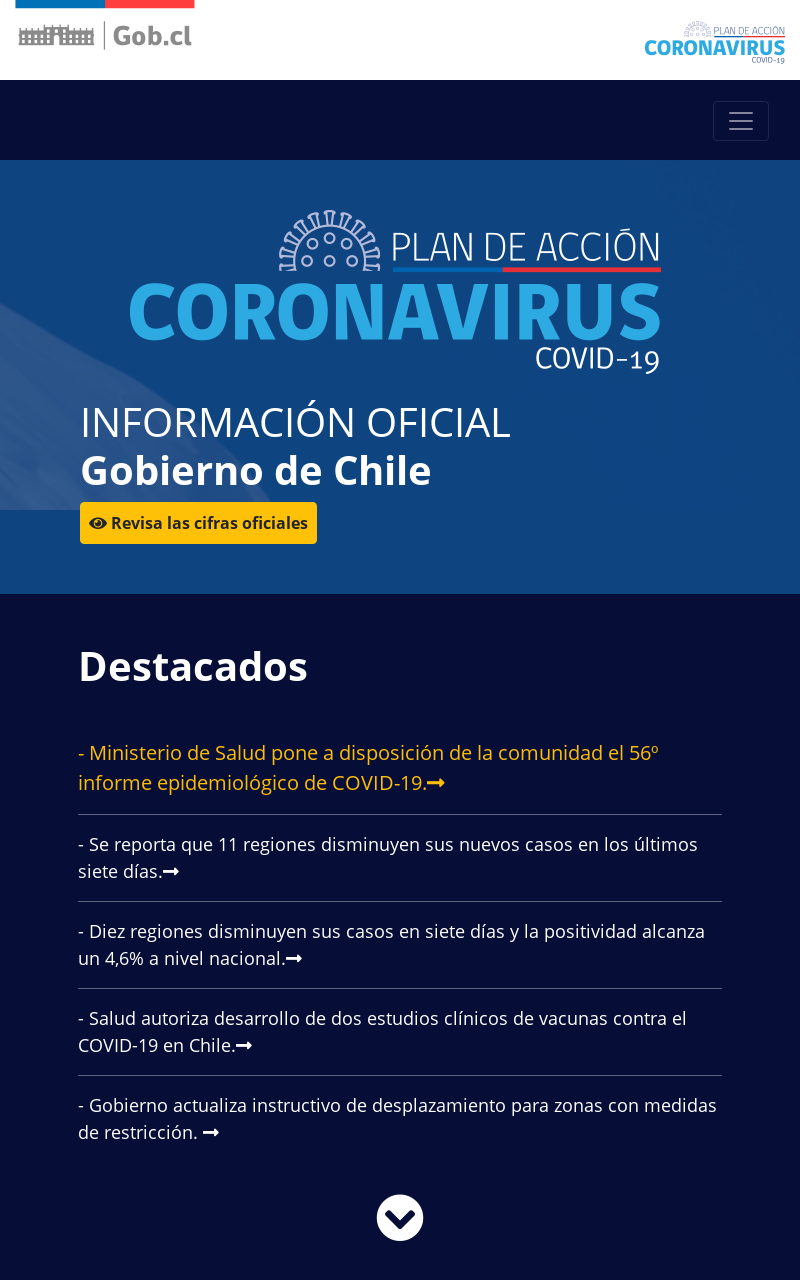 Gob.cl
PLAN DE ACCIÓN
CORONAVIRUS
COVID-19
PLAN DE ACCIÓN
CORONAVIRUS
COVID-19
INFORMACIÓN OFICIAL
Gobierno de Chile
Revisa las cifras oficiales
Destacados
- Ministerio de Salud pone a disposición de la comunidad el 56º
informe epidemiológico de COVID-19.
- Se reporta que 11 regiones disminuyen sus nuevos casos en los últimos
siete días.
- Diez regiones disminuyen sus casos en siete días y la positividad alcanza
un 4,6% a nivel nacional.
- Salud autoriza desarrollo de dos estudios clínicos de vacunas contra el
COVID-19 en Chile.
- Gobierno actualiza instructivo de desplazamiento para zonas con medidas
de restricción.